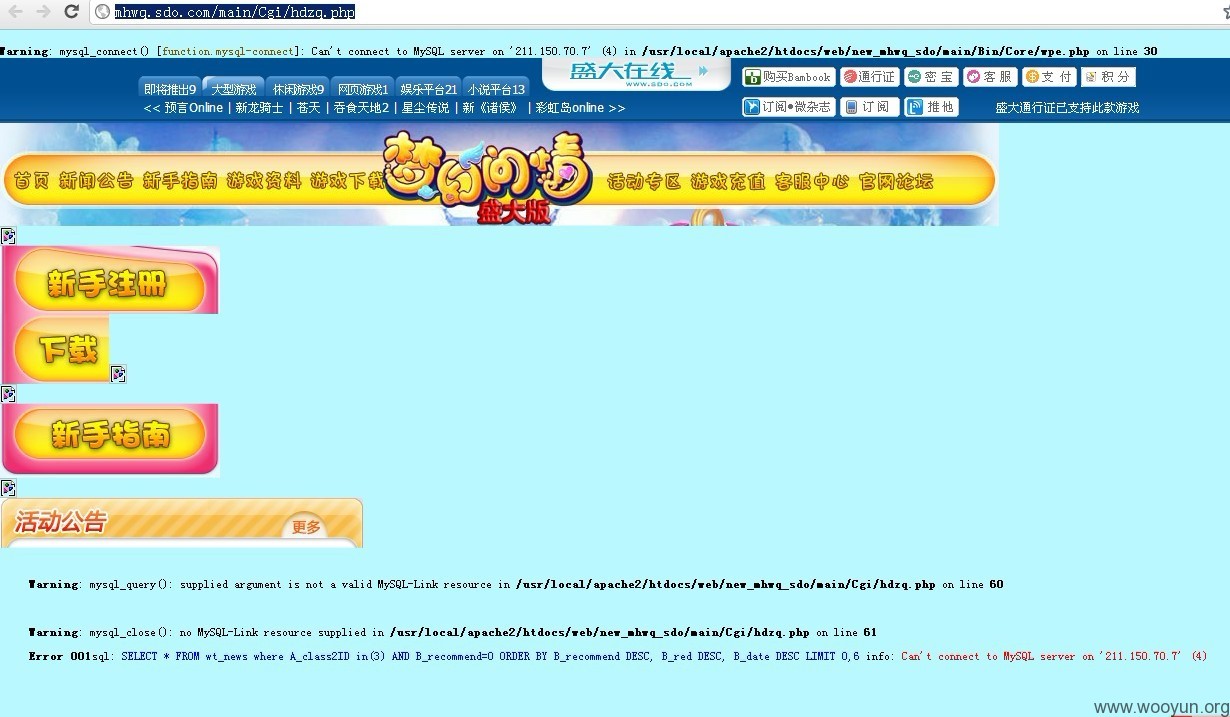 mhwq.sdo.com/main/Cgi/hdzq.php
Warning: mysql_connect() [function.mysql-connect]: Can't connect to MySQL server on '211.150.70.7' (4) in /usr/local/apache2/htdocs/web/new_mhwq_sdo/main/Bin/Core/wpe.php on line 30
盛大在线
www.sdo.com
购买Bambook 通行证 密宝 客服 支付 积分
即将推出9 大型游戏 休闲游戏9 网页游戏1 娱乐平台21 小说平台13
<< 预言Online | 新龙骑士 | 苍天 | 吞食天地2 | 星尘传说 | 新《诸侯》 | 彩虹岛online >>
订阅•微杂志 订阅 推他 盛大通行证已支持此款游戏
首页 新闻公告 新手指南 游戏资料 游戏下载 梦幻问情 活动专区 游戏充值 客服中心 官网论坛
盛大版
新手注册
下载
新手指南
活动公告 更多
Warning: mysql_query(): supplied argument is not a valid MySQL-Link resource in /usr/local/apache2/htdocs/web/new_mhwq_sdo/main/Cgi/hdzq.php on line 60
Warning: mysql_close(): no MySQL-Link resource supplied in /usr/local/apache2/htdocs/web/new_mhwq_sdo/main/Cgi/hdzq.php on line 61
Error 001sql: SELECT * FROM wt_news where A_class2ID in(3) AND B_recommend=0 ORDER BY B_recommend DESC, B_red DESC, B_date DESC LIMIT 0,6 info: Can't connect to MySQL server on '211.150.70.7' (4)
www.wooyun.org